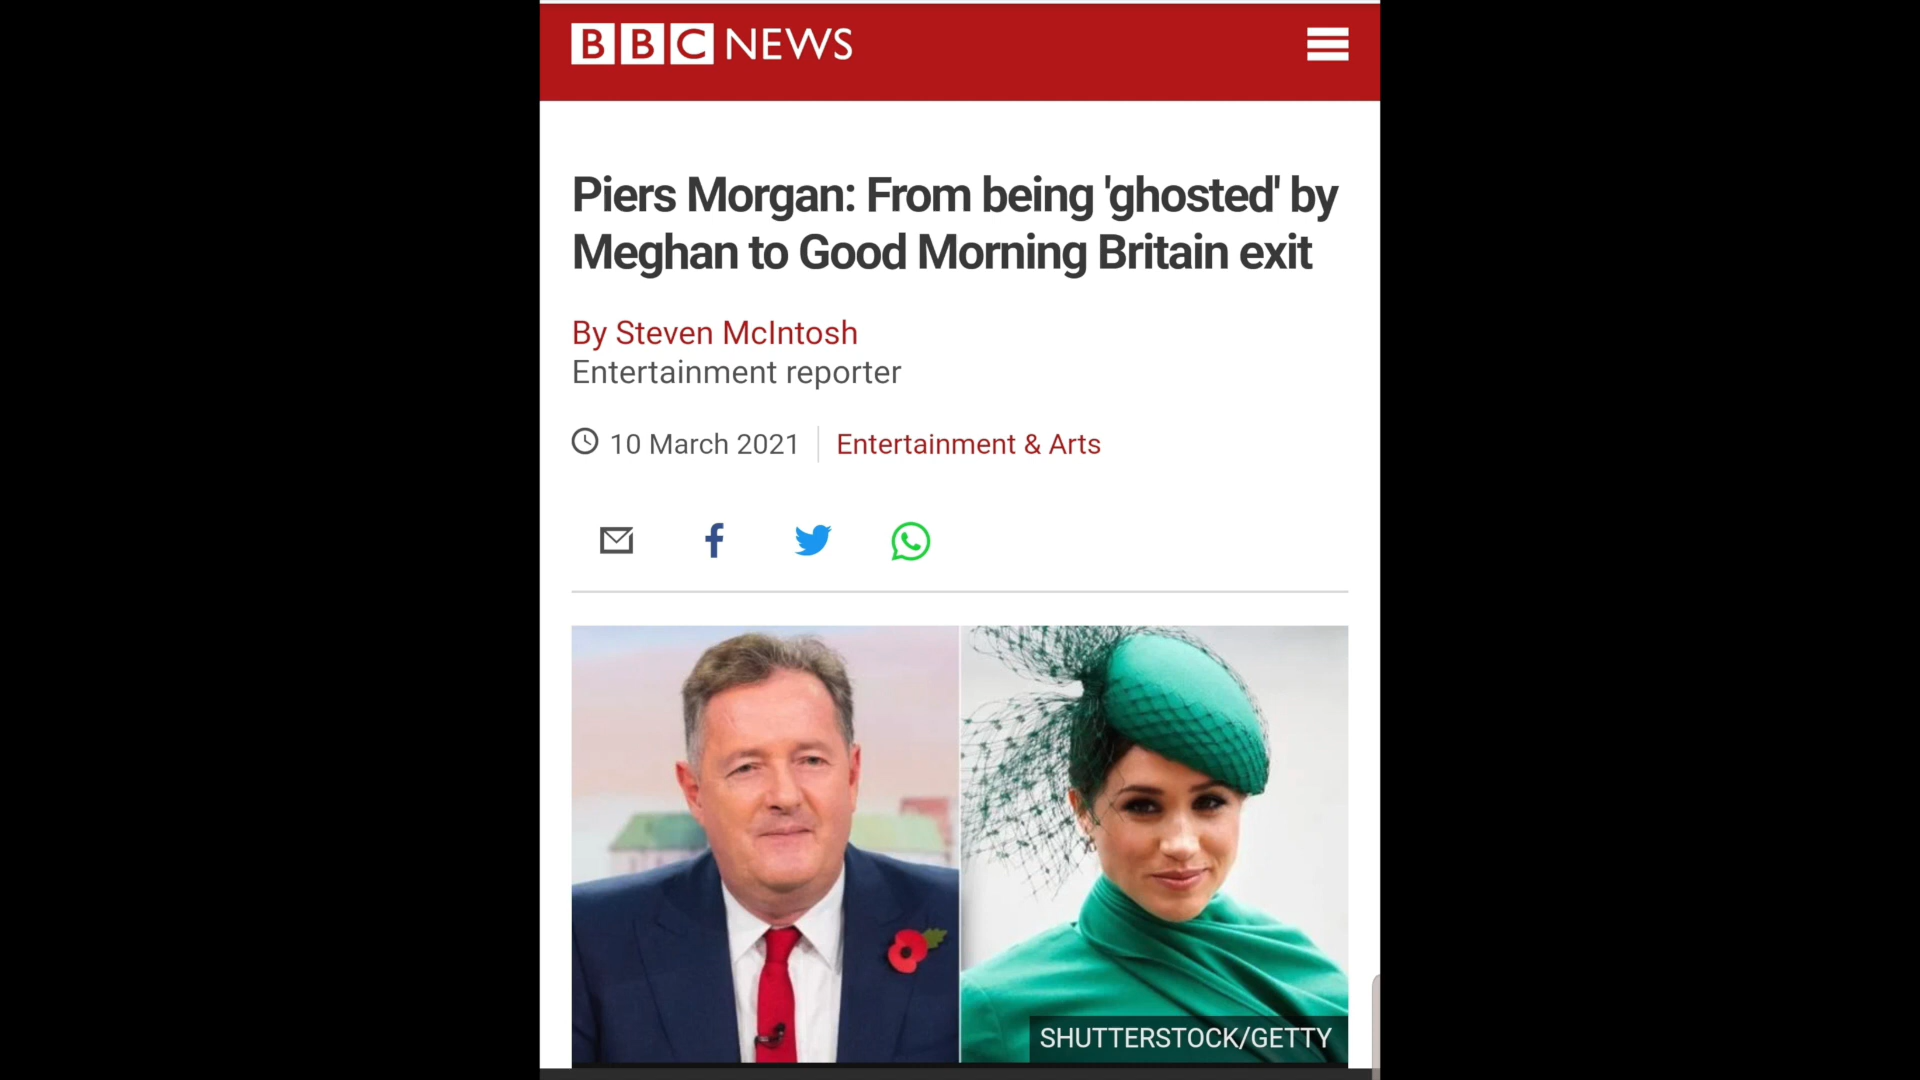 BBC NEWS
Piers Morgan: From being 'ghosted' by
Meghan to Good Morning Britain exit
By Steven McIntosh
Entertainment reporter
10 March 2021
Entertainment & Arts
SHUTTERSTOCK/GETTY